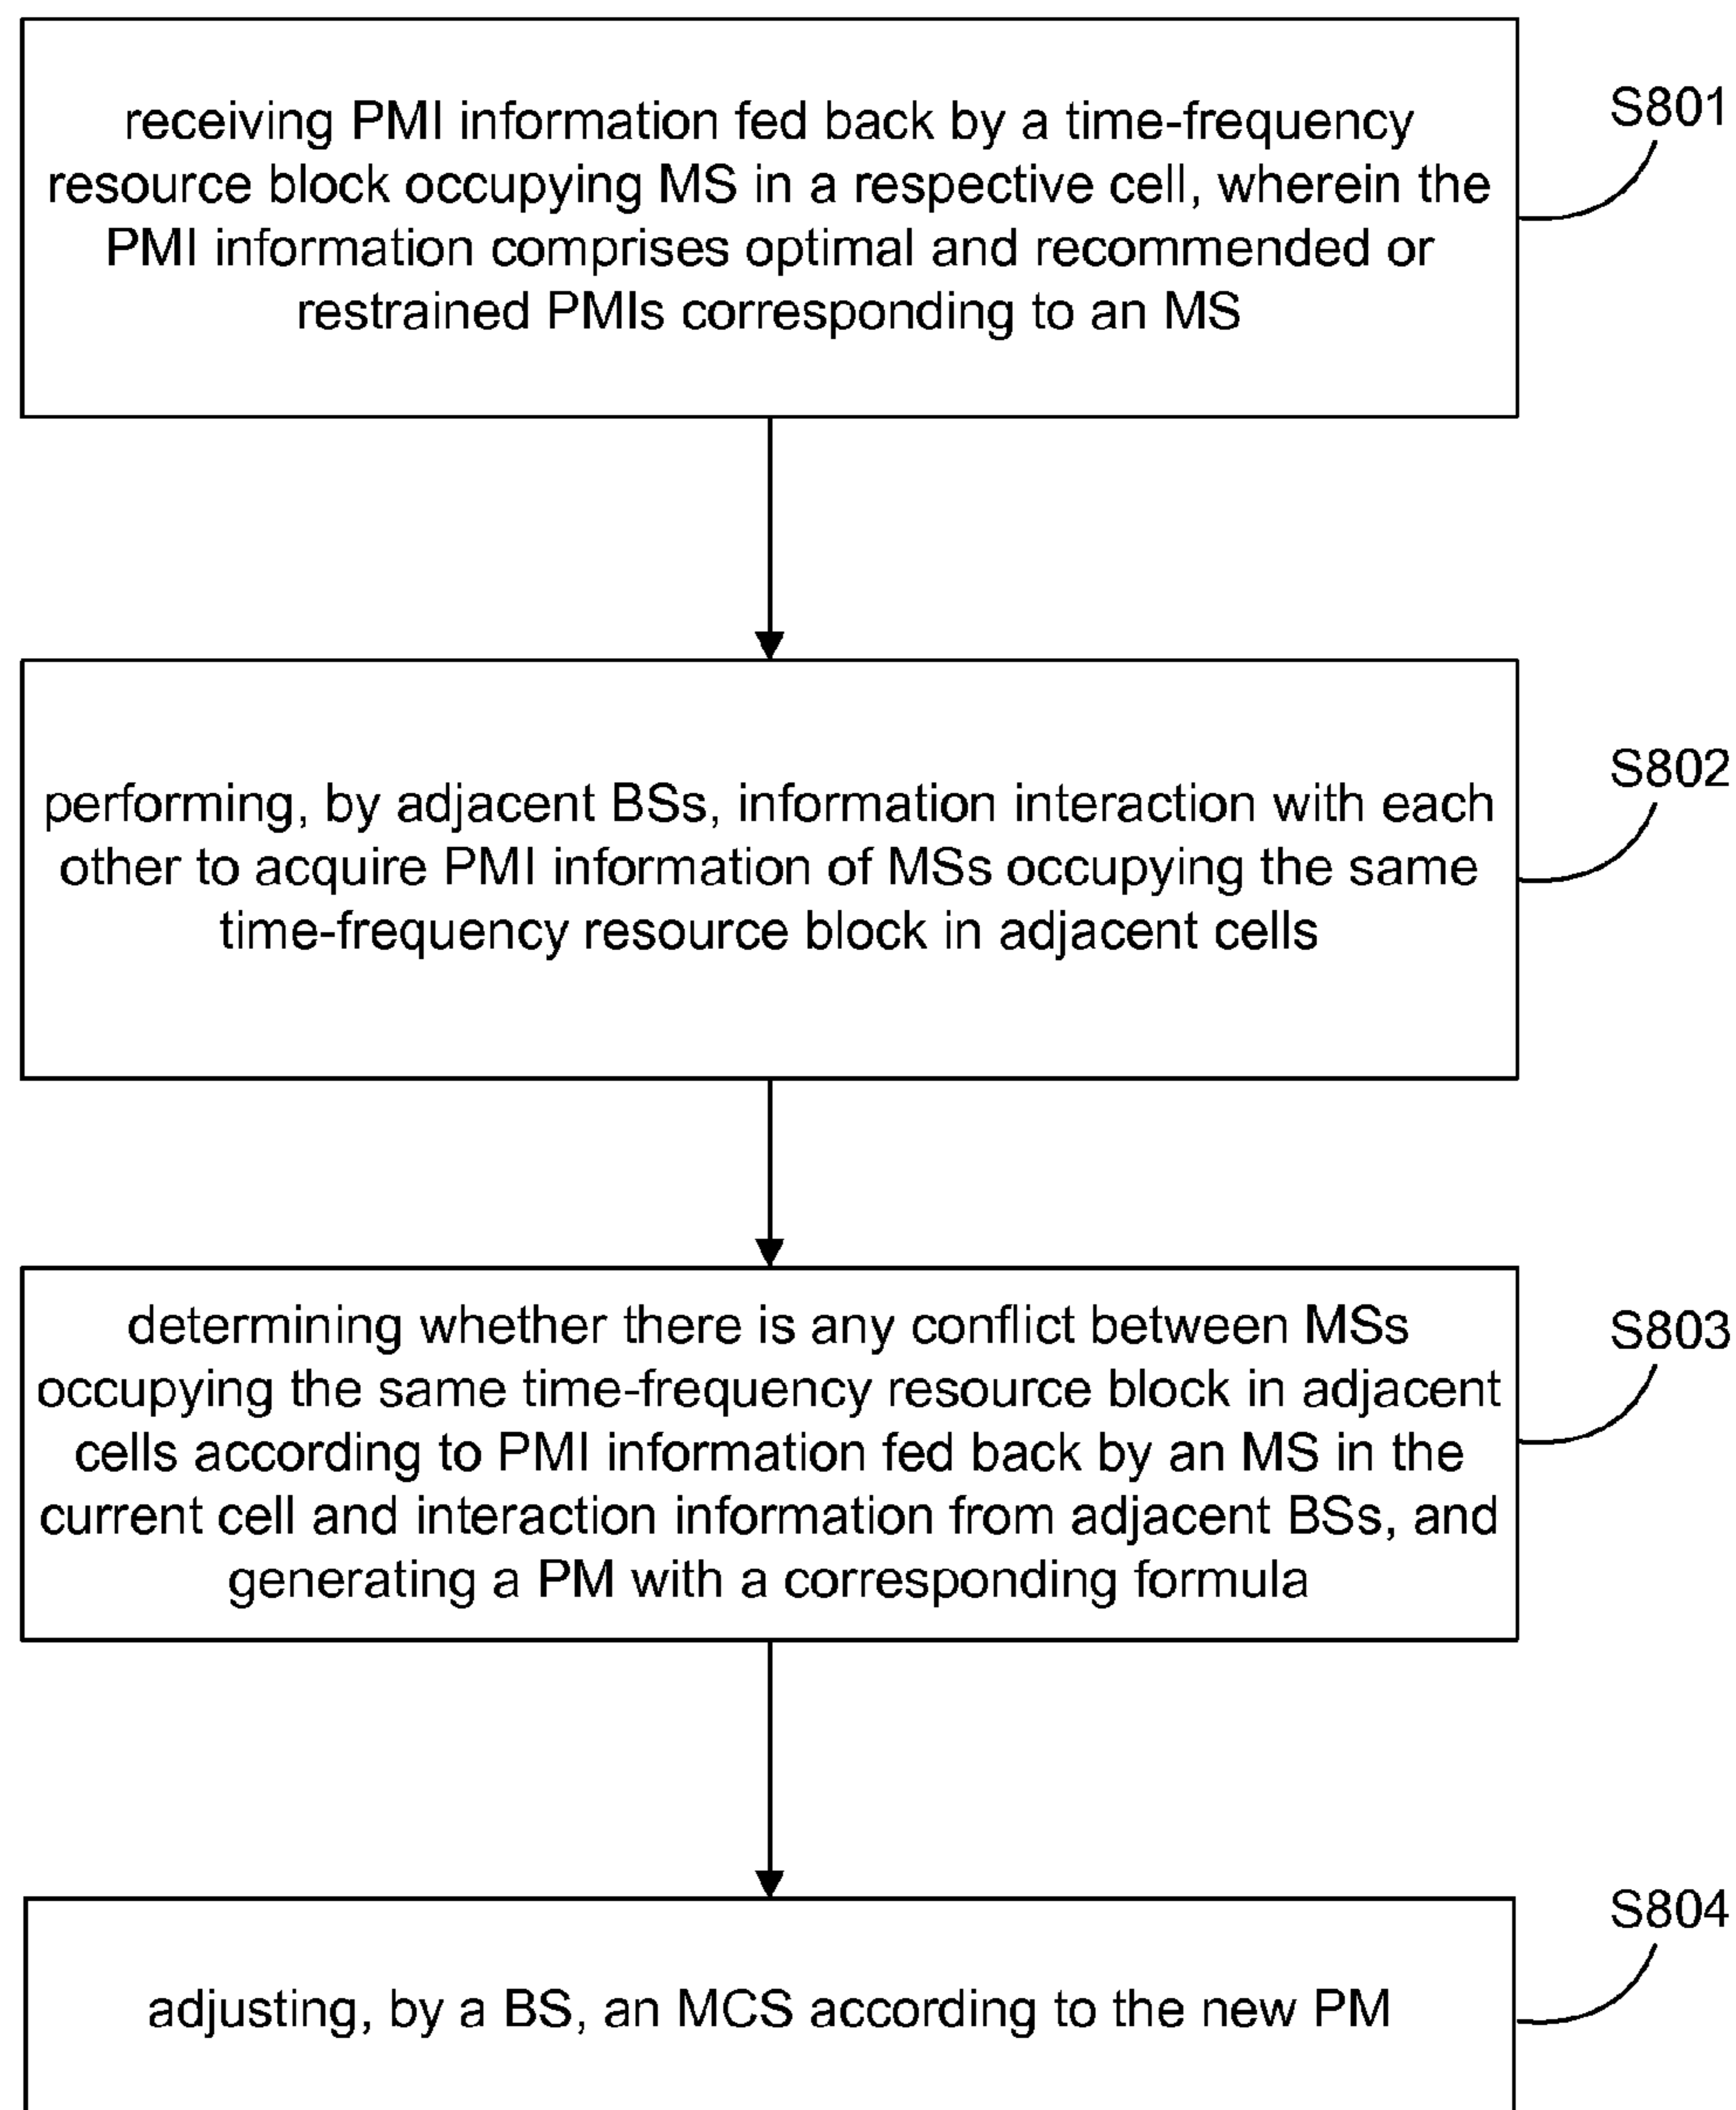 receiving PMI information fed back by a time-frequency
resource block occupying MS in a respective cell, wherein the
PMI information comprises optimal and recommended or
restrained PMIs corresponding to an MS
S801
performing, by adjacent BSs, information interaction with each
other to acquire PMI information of MSs occupying the same
time-frequency resource block in adjacent cells
S802
determining whether there is any conflict between MSs
occupying the same time-frequency resource block in adjacent
cells according to PMI information fed back by an MS in the
current cell and interaction information from adjacent BSs, and
generating a PM with a corresponding formula
S803
adjusting, by a BS, an MCS according to the new PM
S804